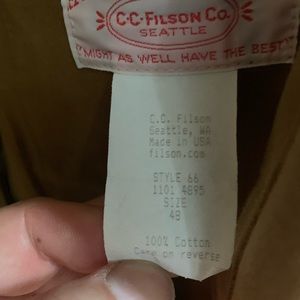 C.C. FILSON CO.
SEATTLE
"MIGHT AS WELL HAVE THE BEST"
C.C. Filson
Seattle, WA
Made in USA
filson.com
STYLE 66
1101 4895
SIZE
48
100% Cotton
Care on reverse